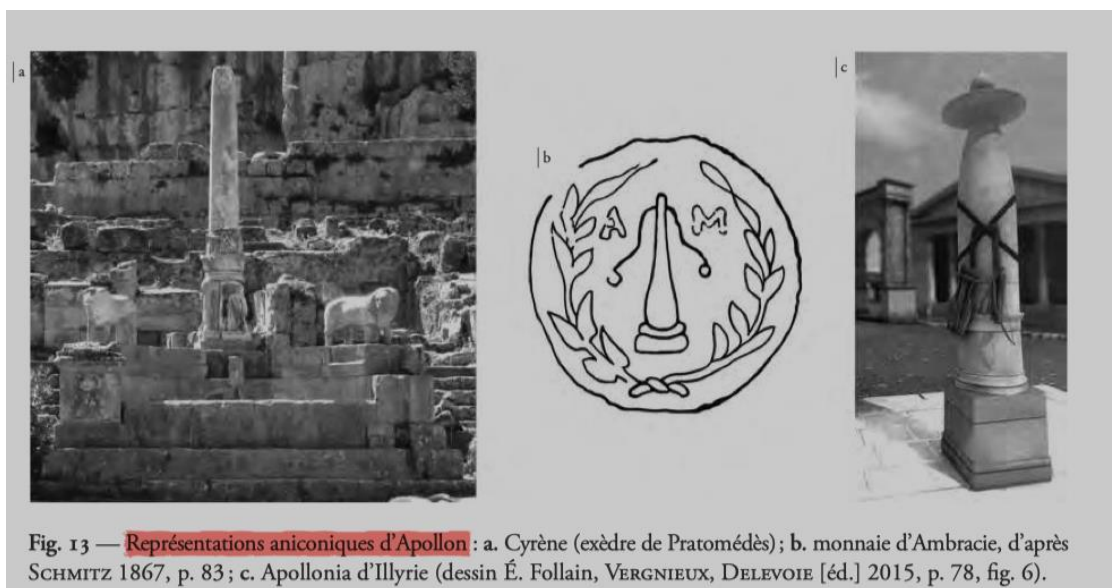 |a
|b
A M
|c
Fig. 13 — Représentations aniconiques d'Apollon : a. Cyrène (exèdre de Pratomédès) ; b. monnaie d'Ambracie, d'après
SCHMITZ 1867, p. 83 ; c. Apollonia d'Illyrie (dessin É. Follain, VERGNIEUX, DELEVOIE [éd.] 2015, p. 78, fig. 6).